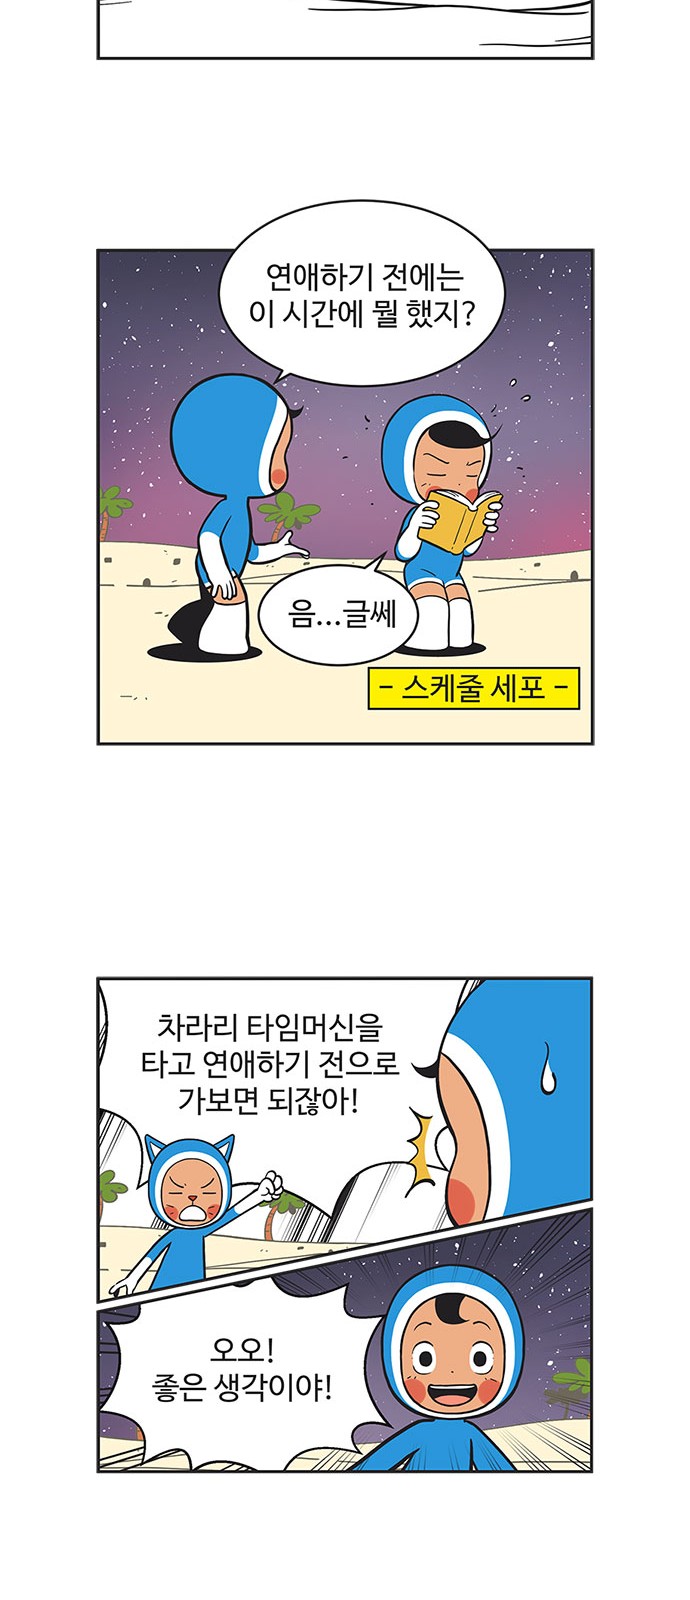 연애하기 전에는
이 시간에 뭘 했지?
음...글쎄
- 스케줄 세포 -
차라리 타임머신을
타고 연애하기 전으로
가보면 되잖아!
오오!
좋은 생각이야!